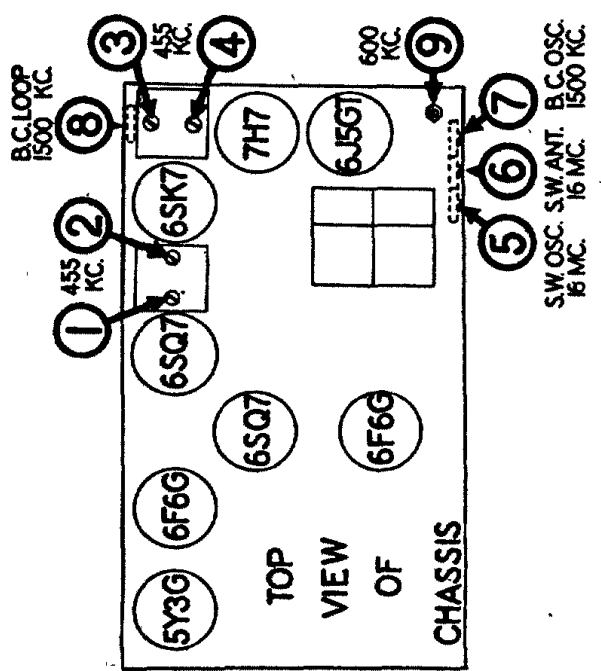 B.C. LOOP
1500 KC.
8
455
KC.
1
2
3
455
KC.
4
5Y3G
6F6G
6SQ7
6SK7
6SQ7
7H7
TOP
VIEW
OF
CHASSIS
6F6G
6J5GT
600
KC.
9
5
6
7
S.W. OSC.
16 MC.
S.W. ANT.
16 MC.
B.C. OSC.
1500 KC.